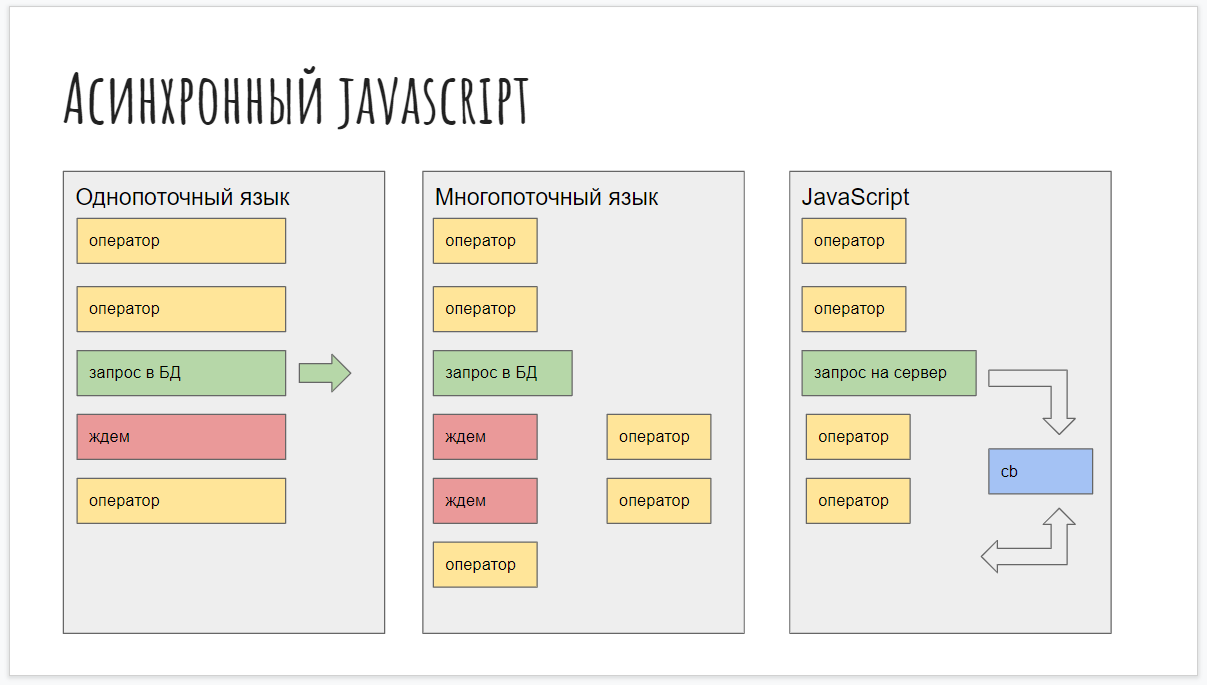 Асинхронный javascript
Однопоточный язык
оператор
оператор
запрос в БД
ждем
оператор
Многопоточный язык
оператор
оператор
запрос в БД
ждем
оператор
ждем
оператор
оператор
JavaScript
оператор
оператор
запрос на сервер
оператор
cb
оператор